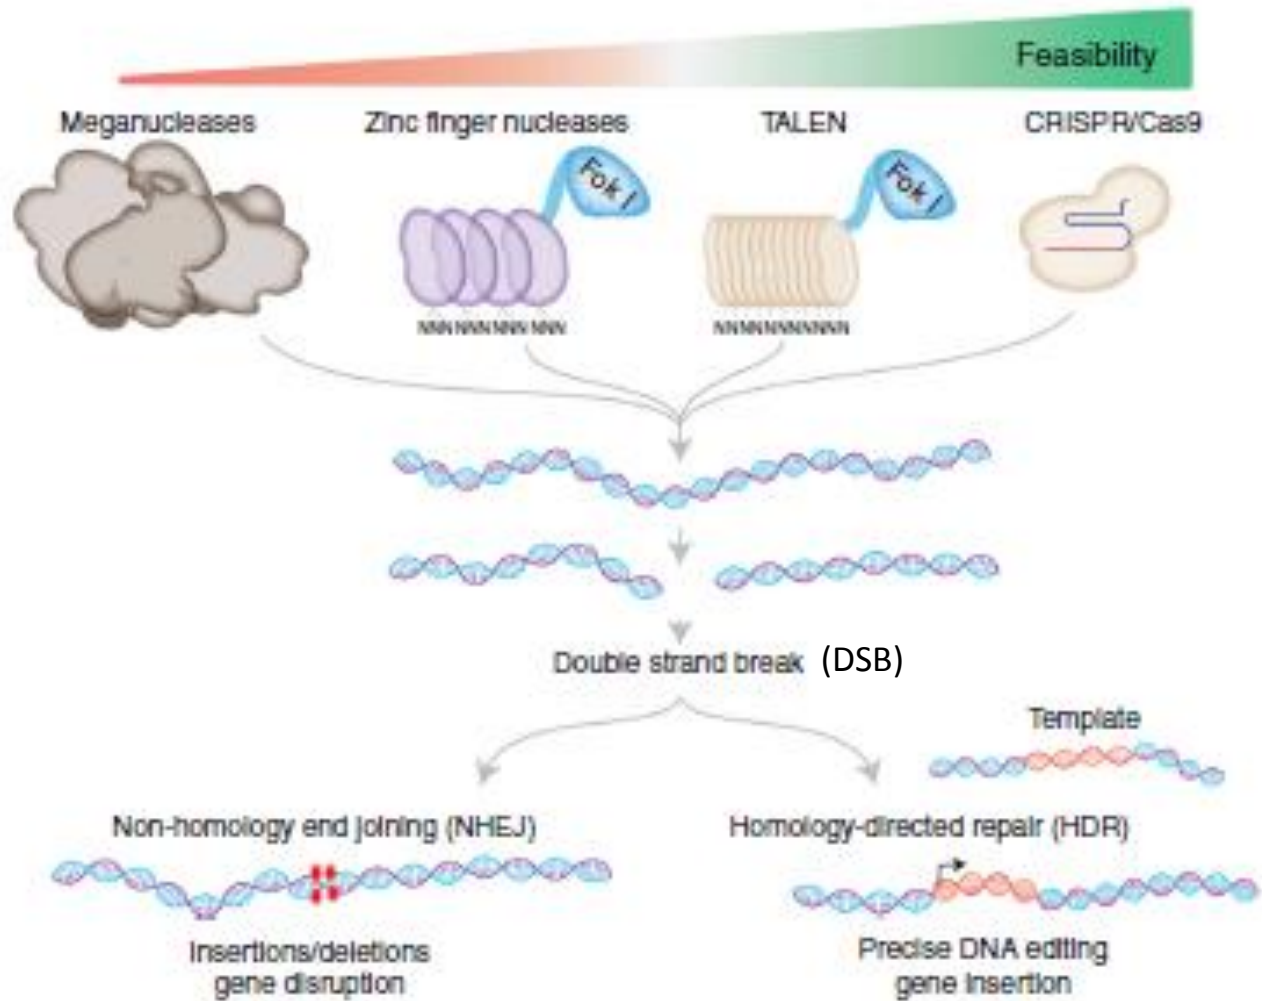 Feasibility
Meganucleases
Zinc finger nucleases
TALEN
CRISPR/Cas9
Fok I
Fok I
NNN NNN NNN NNN
NNNNNNNNNN
Double strand break (DSB)
Template
Non-homology end joining (NHEJ)
Homology-directed repair (HDR)
Insertions/deletions
gene disruption
Precise DNA editing
gene insertion